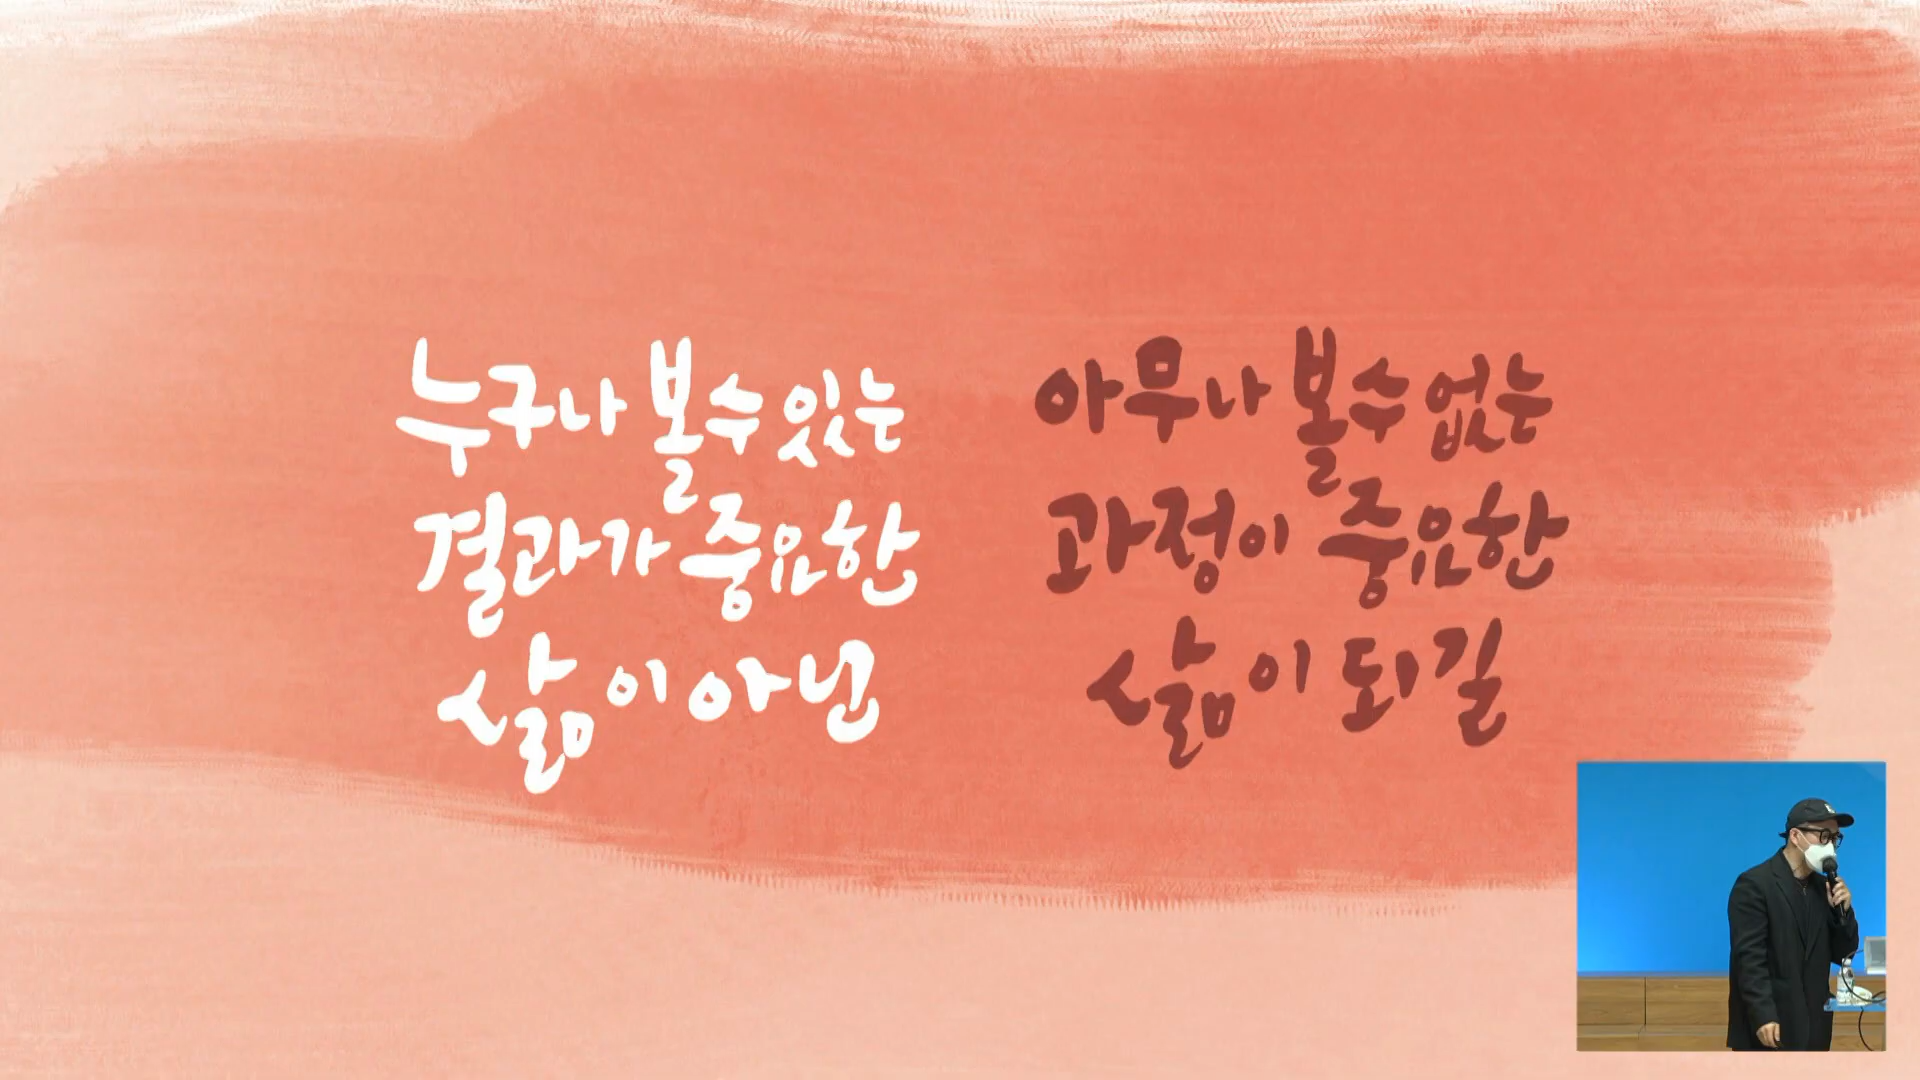 누구나 볼수있는
결과가 중요한
삶이아닌
아무나 볼수없는
과정이 중요한
삶이 되길